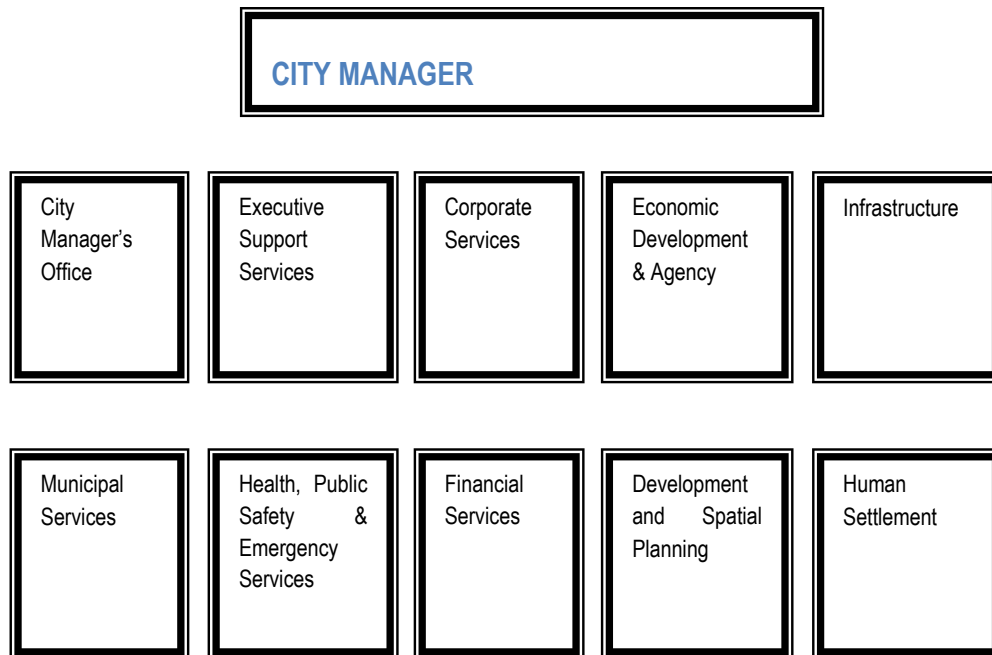 CITY MANAGER
City
Manager’s
Office
Executive
Support
Services
Corporate
Services
Economic
Development
& Agency
Infrastructure
Municipal
Services
Health, Public
Safety &
Emergency
Services
Financial
Services
Development
and Spatial
Planning
Human
Settlement